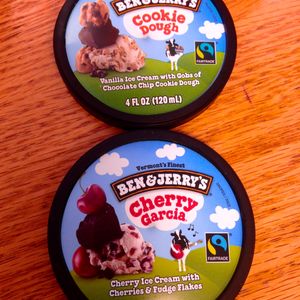 BEN&JERRY'S
Cookie
Dough
FAIRTRADE
Vanilla Ice Cream with Gobs of
Chocolate Chip Cookie Dough
4 FL OZ (120 mL)
Vermont's Finest
BEN&JERRY'S
Cherry
Garcia
FAIRTRADE
Cherry Ice Cream with
Cherries & Fudge Flakes